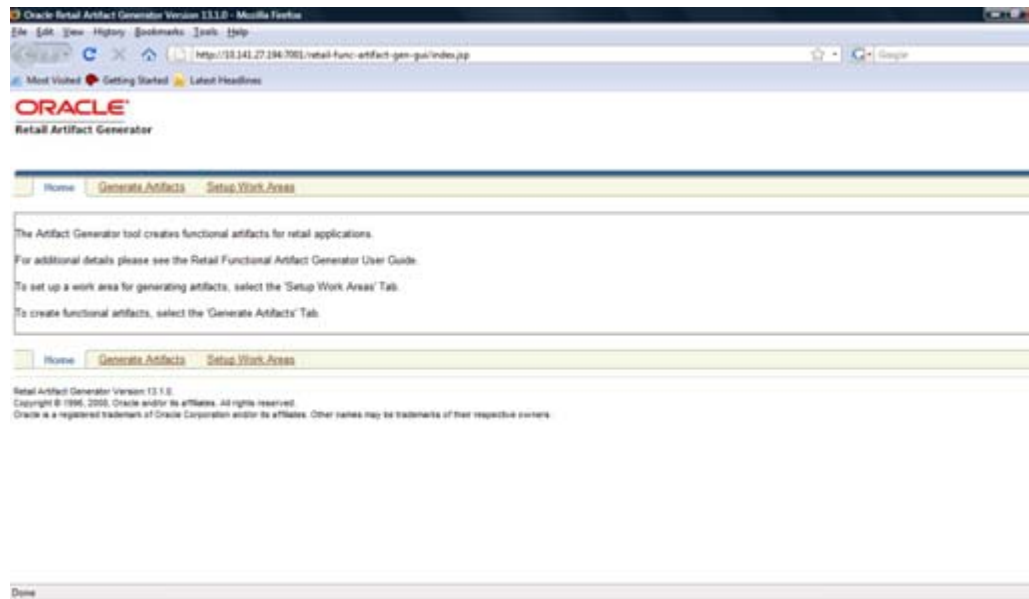 Oracle Retail Artifact Generator Version 13.1.0 - Mozilla Firefox
File Edit View History Bookmarks Tools Help
http://10.141.27.194:7001/retail-func-artifact-gen-gui/index.jsp
Google
Most Visited Getting Started Latest Headlines
ORACLE
Retail Artifact Generator
Home Generate Artifacts Setup Work Areas
The Artifact Generator tool creates functional artifacts for retail applications.
For additional details please see the Retail Functional Artifact Generator User Guide.
To set up a work area for generating artifacts, select the 'Setup Work Areas' Tab.
To create functional artifacts, select the 'Generate Artifacts' Tab.
Home Generate Artifacts Setup Work Areas
Retail Artifact Generator Version 13.1.0.
Copyright © 1996, 2008, Oracle and/or its affiliates. All rights reserved.
Oracle is a registered trademark of Oracle Corporation and/or its affiliates. Other names may be trademarks of their respective owners.
Done